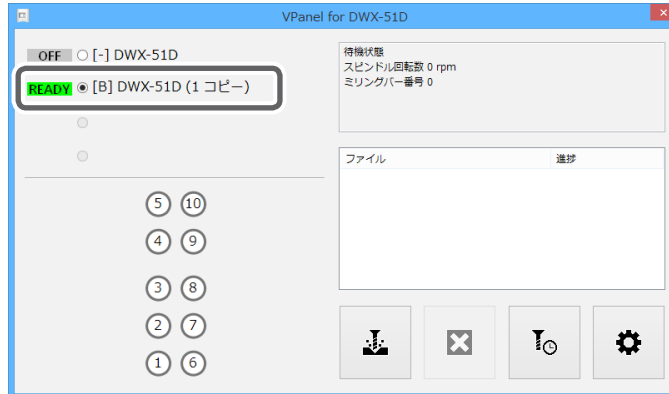 VPanel for DWX-51D
OFF [-] DWX-51D
READY [B] DWX-51D (1 コピー)
待機状態
スピンドル回転数 0 rpm
ミリングバー番号 0
ファイル 進捗
5 10
4 9
3 8
2 7
1 6